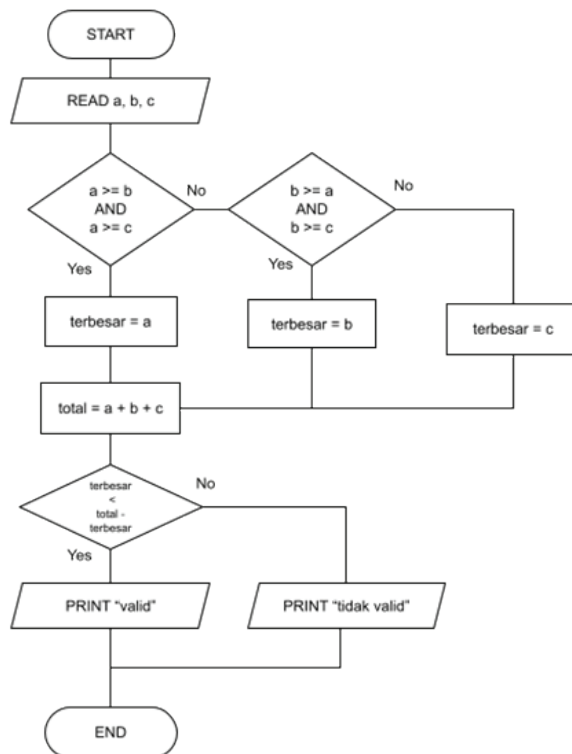 START
READ a, b, c
a >= b
AND
a >= c
No
b >= a
AND
b >= c
No
Yes
Yes
terbesar = a
terbesar = b
terbesar = c
total = a + b + c
terbesar
<
total -
terbesar
No
Yes
PRINT “valid”
PRINT “tidak valid”
END